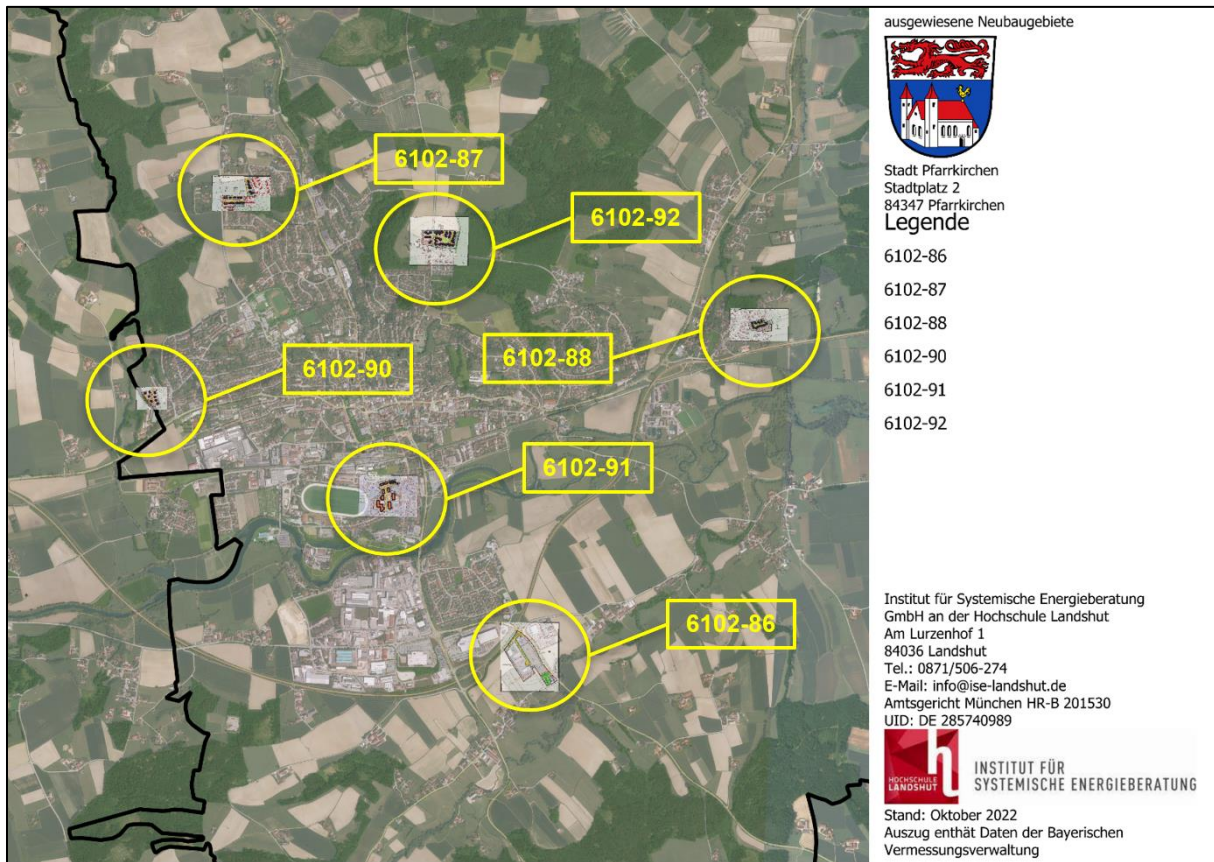 ausgewiesene Neubaugebiete
Stadt Pfarrkirchen
Stadtplatz 2
84347 Pfarrkirchen
Legende
6102-86
6102-87
6102-88
6102-90
6102-91
6102-92
6102-87
6102-92
6102-88
6102-90
6102-91
6102-86
Institut für Systemische Energieberatung
GmbH an der Hochschule Landshut
Am Lurzenhof 1
84036 Landshut
Tel.: 0871/506-274
E-Mail: info@ise-landshut.de
Amtsgericht München HR-B 201530
UID: DE 285740989
HOCHSCHULE
LANDSHUT
INSTITUT FÜR
SYSTEMISCHE ENERGIEBERATUNG
Stand: Oktober 2022
Auszug enthät Daten der Bayerischen
Vermessungsverwaltung